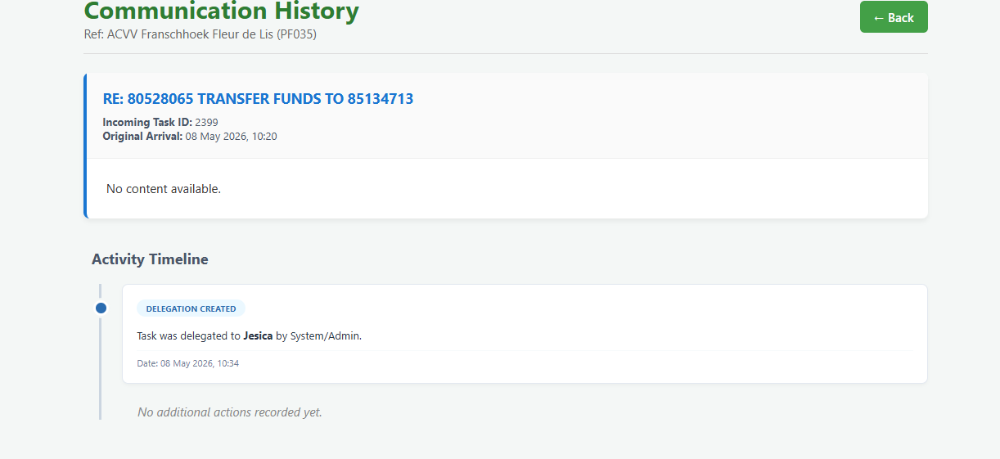 Communication History
Ref: ACVV Franschhoek Fleur de Lis (PF035)
← Back
RE: 80528065 TRANSFER FUNDS TO 85134713
Incoming Task ID: 2399
Original Arrival: 08 May 2026, 10:20
No content available.
Activity Timeline
DELEGATION CREATED
Task was delegated to Jesica by System/Admin.
Date: 08 May 2026, 10:34
No additional actions recorded yet.